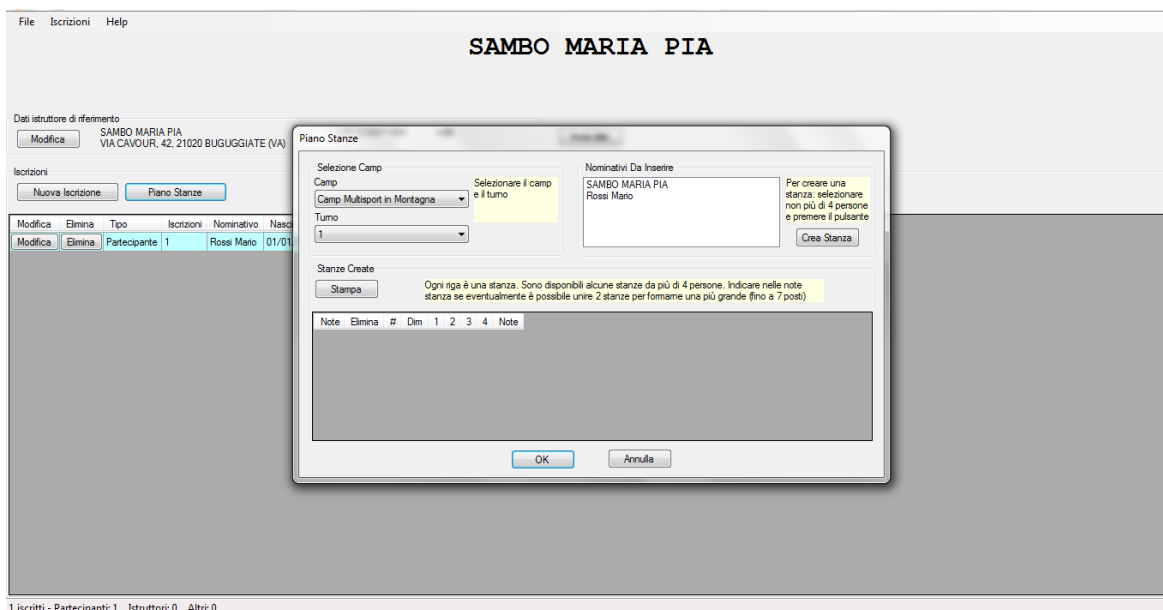 File Iscrizioni Help
SAMBO MARIA PIA
Dati istruttore di riferimento
Modifica
SAMBO MARIA PIA
VIA CAVOUR, 42, 21020 BUGUGGIATE (VA)
Iscrizioni
Nuova Iscrizione Piano Stanze
Modifica Elimina Tipo Iscrizioni Nominativo Nasci
Modifica Elimina Partecipante 1 Rossi Mario 01/01
Piano Stanze
Selezione Camp
Camp
Camp Multisport in Montagna
Turno
1
Selezionare il camp
e il turno
Nominativi Da Inserire
SAMBO MARIA PIA
Rossi Mario
Per creare una
stanza: selezionare
non più di 4 persone
e premere il pulsante
Crea Stanza
Stanze Create
Stampa
Ogni riga è una stanza. Sono disponibili alcune stanze da più di 4 persone. Indicare nelle note
stanza se eventualmente è possibile unire 2 stanze per formarne una più grande (fino a 7 posti)
Note Elimina # Dim 1 2 3 4 Note
OK Annulla
1 iscritti - Partecipanti: 1 Istruttori: 0 Altri: 0